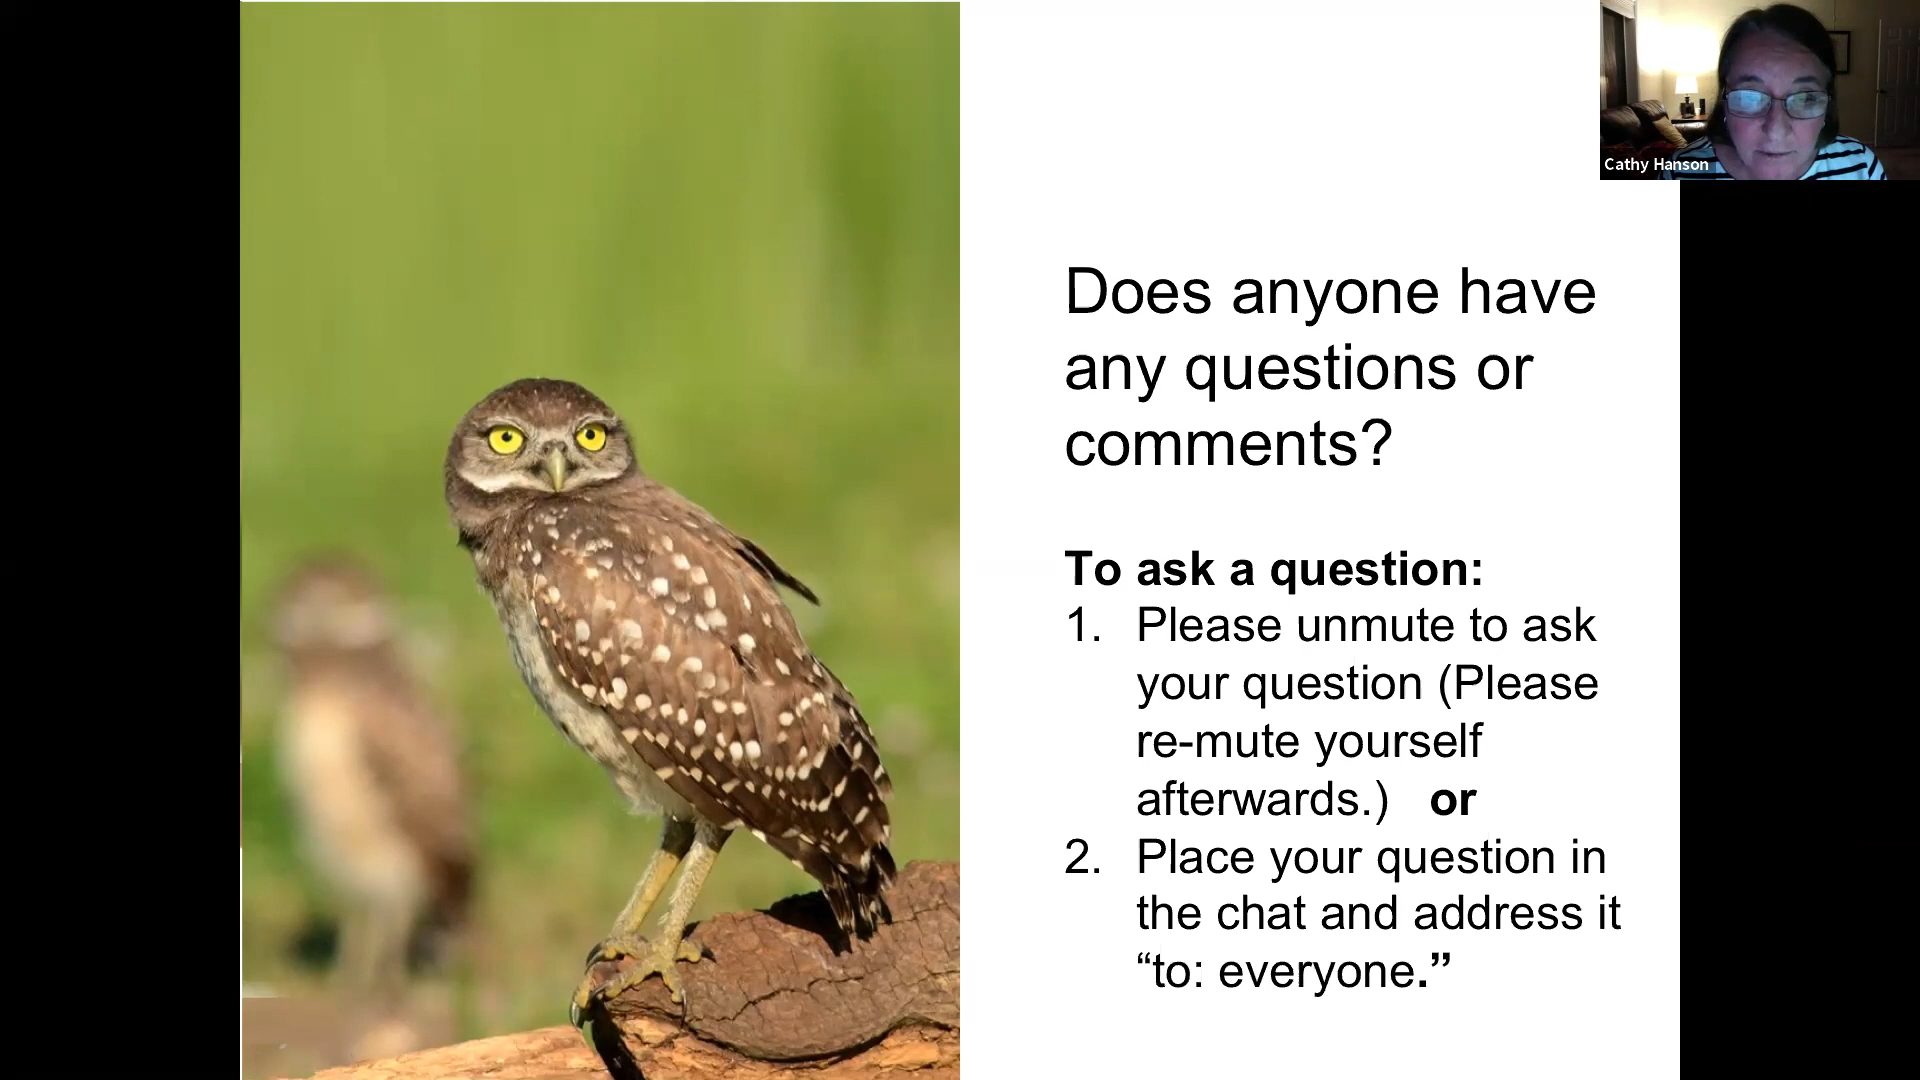 Cathy Hanson
Does anyone have
any questions or
comments?
To ask a question:
1. Please unmute to ask
your question (Please
re-mute yourself
afterwards.) or
2. Place your question in
the chat and address it
“to: everyone.”